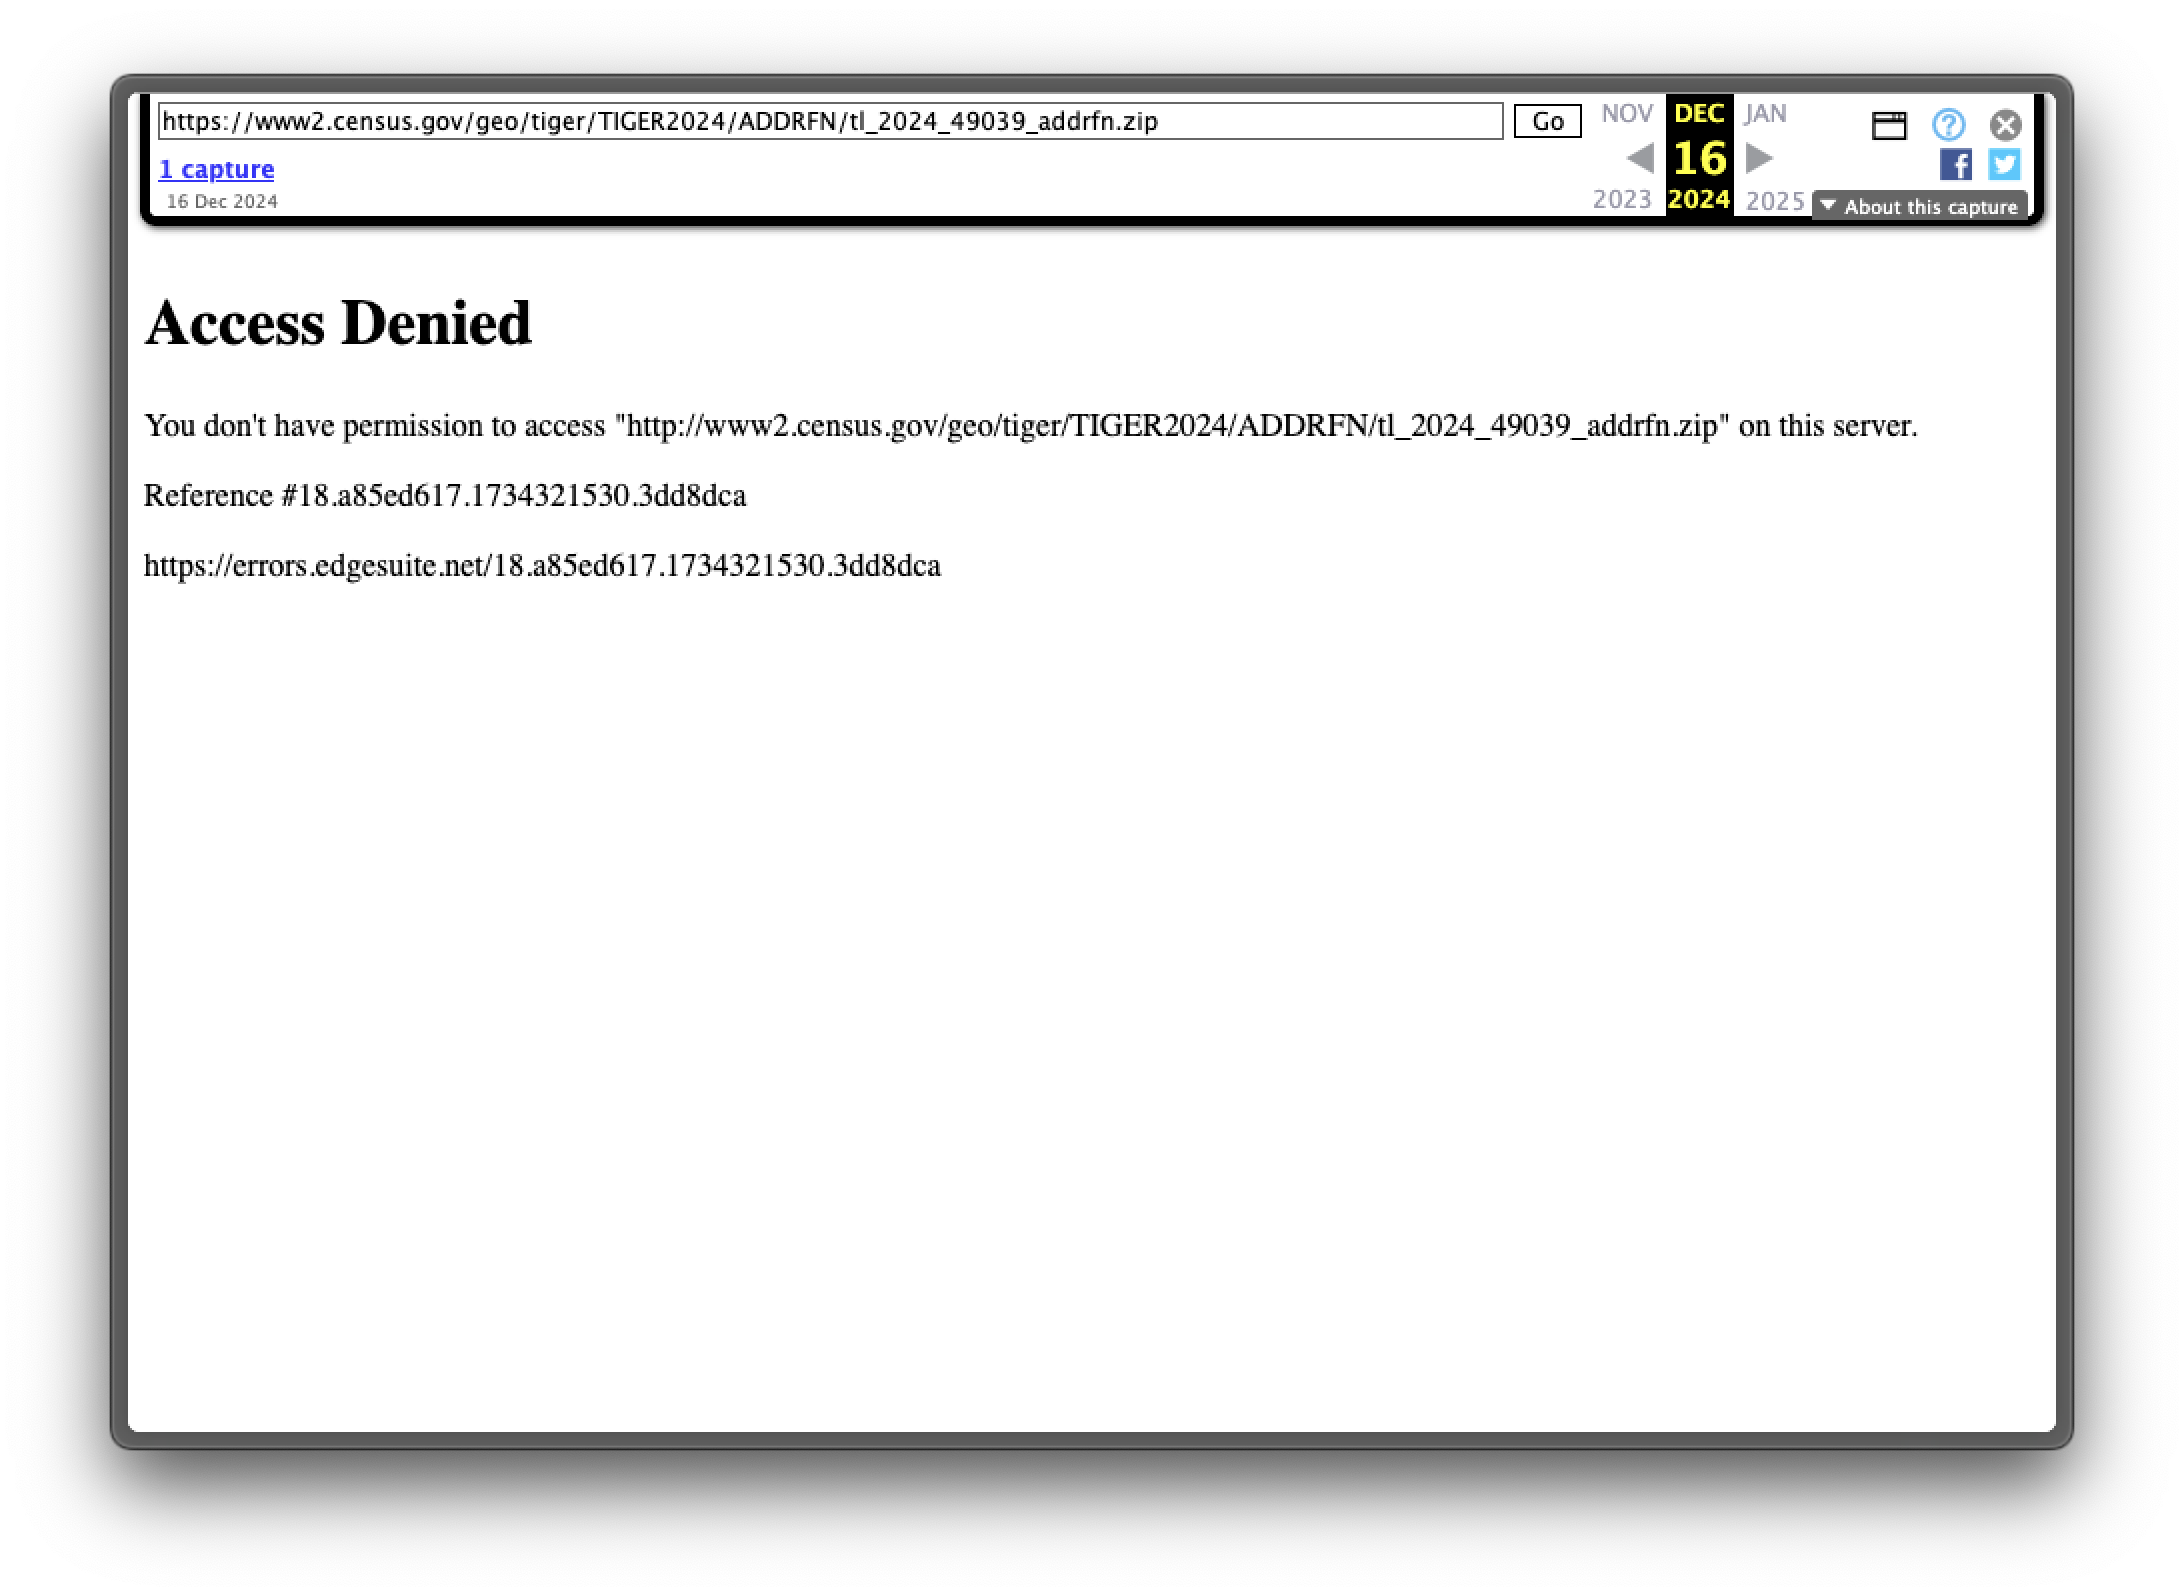 https://www2.census.gov/geo/tiger/TIGER2024/ADDRFN/tl_2024_49039_addrfn.zip
Go
NOV DEC JAN
1 capture
16
16 Dec 2024
2023 2024 2025
About this capture
Access Denied
You don't have permission to access "http://www2.census.gov/geo/tiger/TIGER2024/ADDRFN/tl_2024_49039_addrfn.zip" on this server.
Reference #18.a85ed617.1734321530.3dd8dca
https://errors.edgesuite.net/18.a85ed617.1734321530.3dd8dca